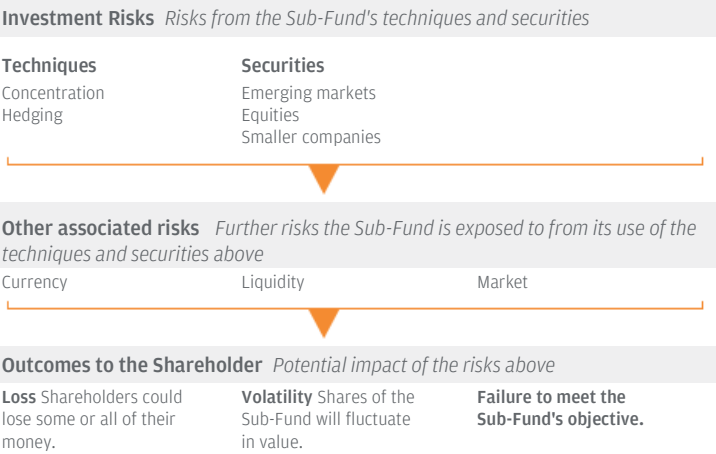 Investment Risks Risks from the Sub-Fund's techniques and securities
Techniques
Concentration
Hedging
Securities
Emerging markets
Equities
Smaller companies
Other associated risks Further risks the Sub-Fund is exposed to from its use of the
techniques and securities above
Currency Liquidity Market
Outcomes to the Shareholder Potential impact of the risks above
Loss Shareholders could
lose some or all of their
money.
Volatility Shares of the
Sub-Fund will fluctuate
in value.
Failure to meet the
Sub-Fund's objective.